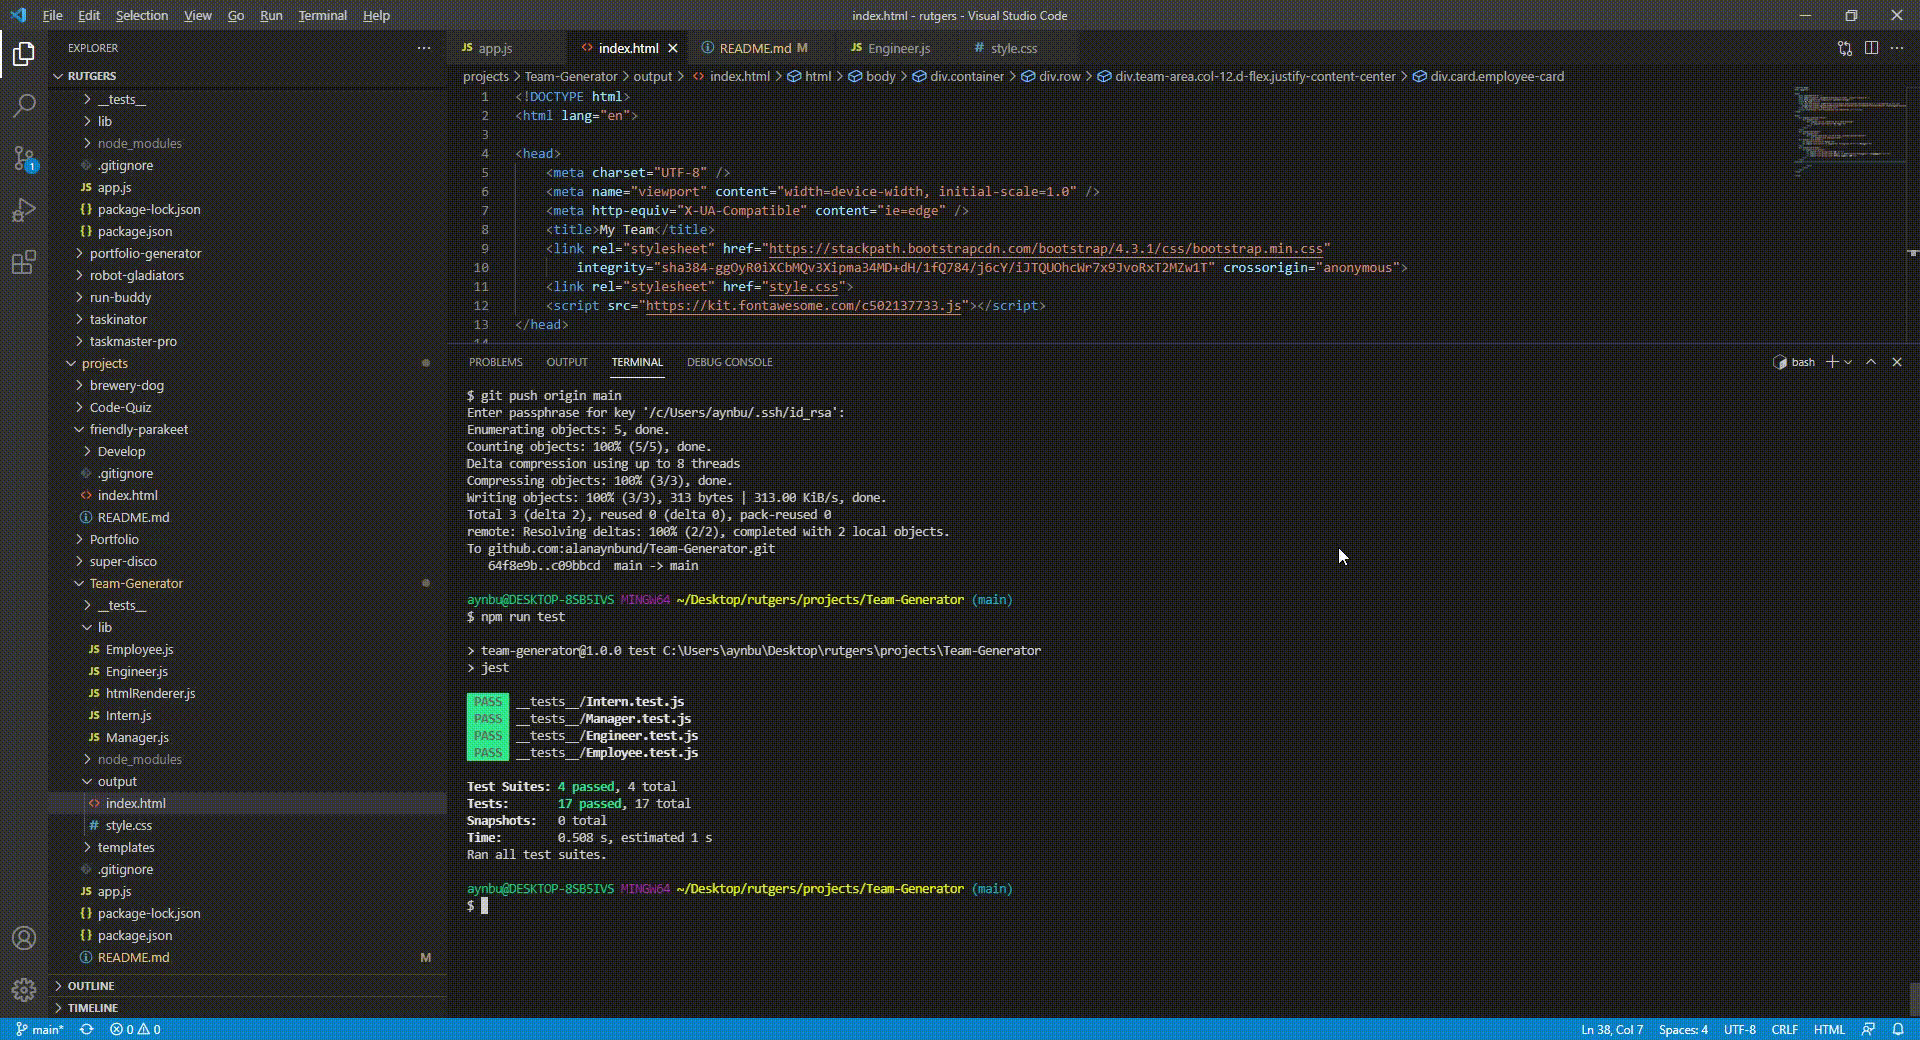 File Edit Selection View Go Run Terminal Help
index.html - rutgers - Visual Studio Code
EXPLORER
RUTGERS
__tests__
lib
node_modules
.gitignore
JS app.js
{} package-lock.json
{} package.json
portfolio-generator
robot-gladiators
run-buddy
taskinator
taskmaster-pro
projects
brewery-dog
Code-Quiz
friendly-parakeet
Develop
.gitignore
<> index.html
README.md
Portfolio
super-disco
Team-Generator
__tests__
lib
JS Employee.js
JS Engineer.js
JS htmlRenderer.js
JS Intern.js
JS Manager.js
node_modules
output
<> index.html
# style.css
templates
.gitignore
JS app.js
{} package-lock.json
{} package.json
README.md M
OUTLINE
TIMELINE
1
JS app.js <> index.html README.md M JS Engineer.js # style.css
projects > Team-Generator > output > <> index.html > html > body > div.container > div.row > div.team-area.col-12.d-flex.justify-content-center > div.card.employee-card
1 <!DOCTYPE html>
2 <html lang="en">
3
4 <head>
5 <meta charset="UTF-8" />
6 <meta name="viewport" content="width=device-width, initial-scale=1.0" />
7 <meta http-equiv="X-UA-Compatible" content="ie=edge" />
8 <title>My Team</title>
9 <link rel="stylesheet" href="https://stackpath.bootstrapcdn.com/bootstrap/4.3.1/css/bootstrap.min.css"
10 integrity="sha384-ggOyR0iXCbMQv3Xipma34MD+dH/1fQ784/j6cY/iJTQUOhcWr7x9JvoRxT2MZw1T" crossorigin="anonymous">
11 <link rel="stylesheet" href="style.css">
12 <script src="https://kit.fontawesome.com/c502137733.js"></script>
13 </head>
PROBLEMS OUTPUT TERMINAL DEBUG CONSOLE
bash
$ git push origin main
Enter passphrase for key '/c/Users/aynbu/.ssh/id_rsa':
Enumerating objects: 5, done.
Counting objects: 100% (5/5), done.
Delta compression using up to 8 threads
Compressing objects: 100% (3/3), done.
Writing objects: 100% (3/3), 313 bytes | 313.00 KiB/s, done.
Total 3 (delta 2), reused 0 (delta 0), pack-reused 0
remote: Resolving deltas: 100% (2/2), completed with 2 local objects.
To github.com:alanaynbund/Team-Generator.git
64f8e9b..c09bbcd main -> main
aynbu@DESKTOP-8SB5IVS MINGW64 ~/Desktop/rutgers/projects/Team-Generator (main)
$ npm run test
> team-generator@1.0.0 test C:\Users\aynbu\Desktop\rutgers\projects\Team-Generator
> jest
PASS __tests__/Intern.test.js
PASS __tests__/Manager.test.js
PASS __tests__/Engineer.test.js
PASS __tests__/Employee.test.js
Test Suites: 4 passed, 4 total
Tests: 17 passed, 17 total
Snapshots: 0 total
Time: 0.508 s, estimated 1 s
Ran all test suites.
aynbu@DESKTOP-8SB5IVS MINGW64 ~/Desktop/rutgers/projects/Team-Generator (main)
$
main* 0 0
Ln 38, Col 7 Spaces: 4 UTF-8 CRLF HTML